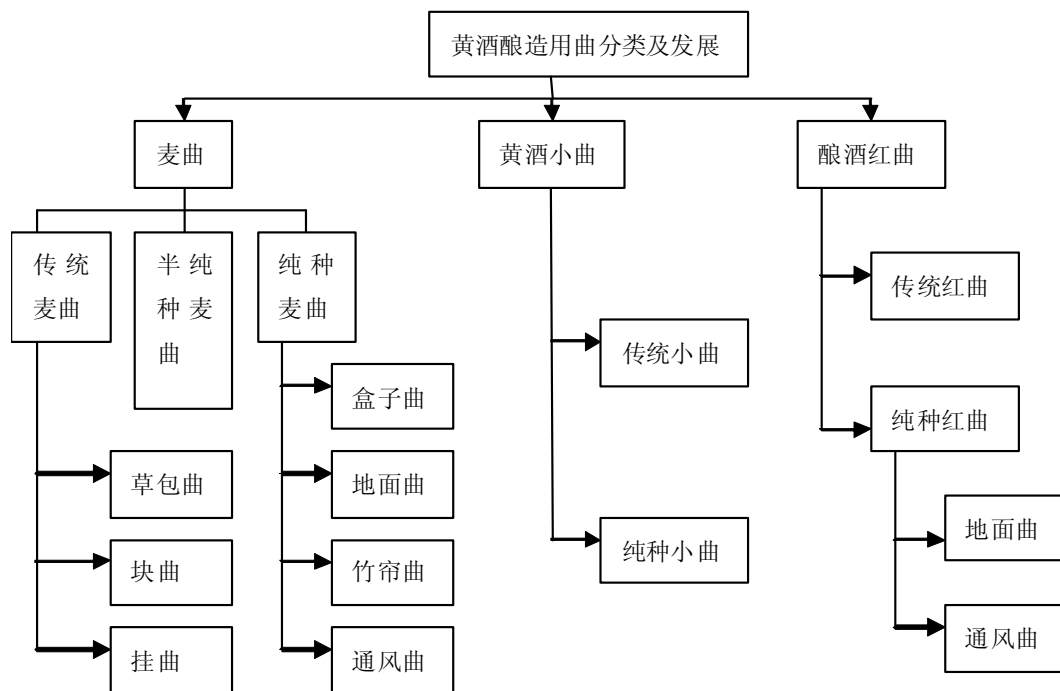 黄酒酿造用曲分类及发展
麦曲
黄酒小曲
酿酒红曲
传统
麦曲
半纯
种麦
曲
纯种
麦曲
传统红曲
传统小曲
盒子曲
纯种红曲
草包曲
地面曲
地面曲
纯种小曲
块曲
竹帘曲
通风曲
挂曲
通风曲